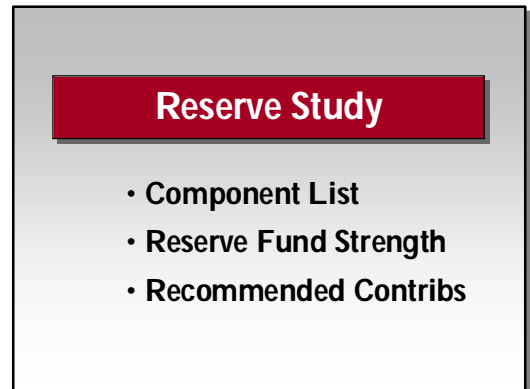 Reserve Study
• Component List
• Reserve Fund Strength
• Recommended Contribs